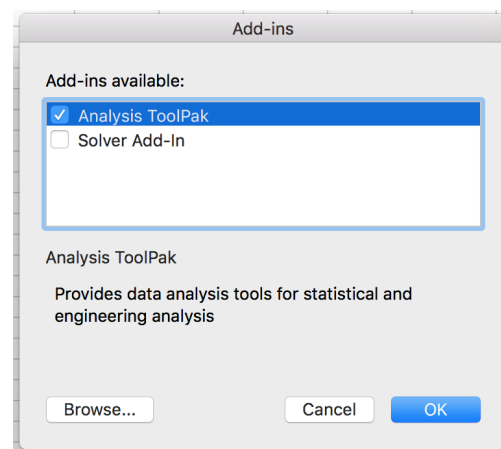 Add-ins
Add-ins available:
Analysis ToolPak
Solver Add-In
Analysis ToolPak
Provides data analysis tools for statistical and
engineering analysis
Browse... Cancel OK